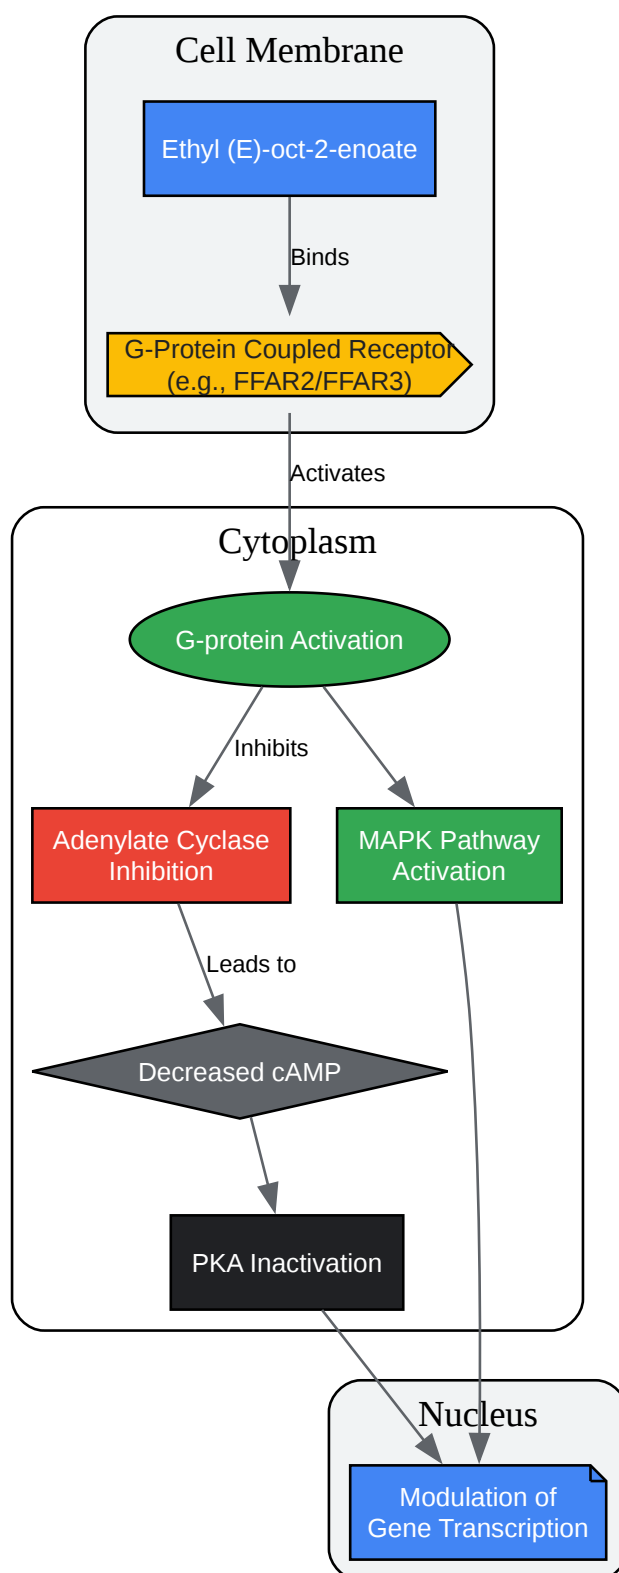 Cell Membrane
Ethyl (E)-oct-2-enoate
Binds
G-Protein Coupled Receptor
(e.g., FFAR2/FFAR3)
Activates
Cytoplasm
G-protein Activation
Inhibits
Adenylate Cyclase
Inhibition
MAPK Pathway
Activation
Leads to
Decreased cAMP
PKA Inactivation
Nucleus
Modulation of
Gene Transcription